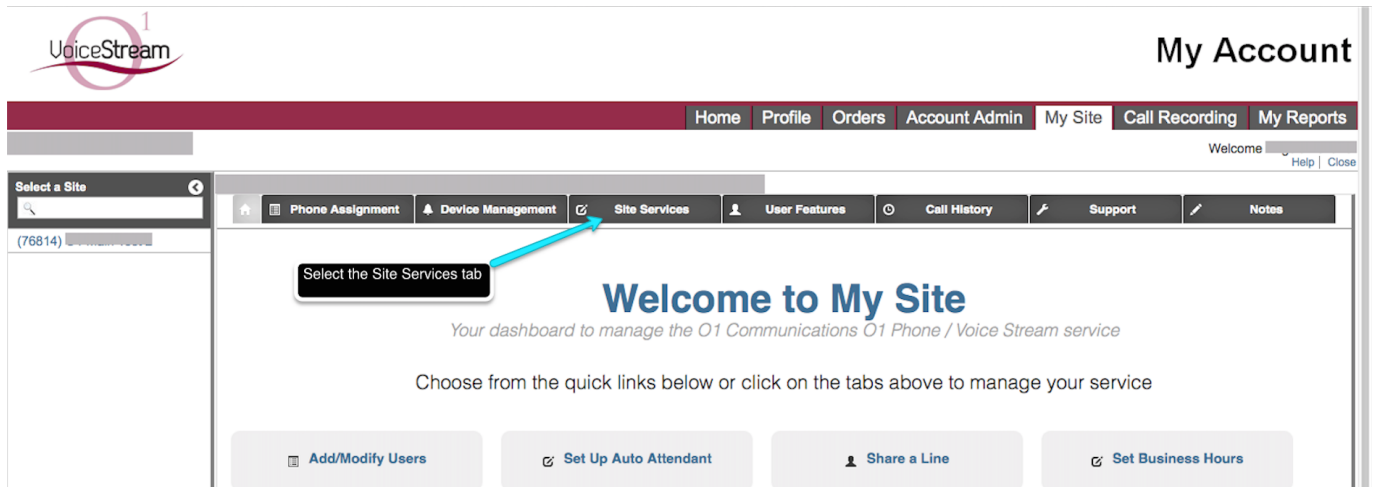 1
VoiceStream
My Account
Home Profile Orders Account Admin My Site Call Recording My Reports
Welcome
Help | Close
Select a Site
Phone Assignment Device Management Site Services User Features Call History Support Notes
(76814)
Select the Site Services tab
Welcome to My Site
Your dashboard to manage the O1 Communications O1 Phone / Voice Stream service
Choose from the quick links below or click on the tabs above to manage your service
Add/Modify Users Set Up Auto Attendant Share a Line Set Business Hours